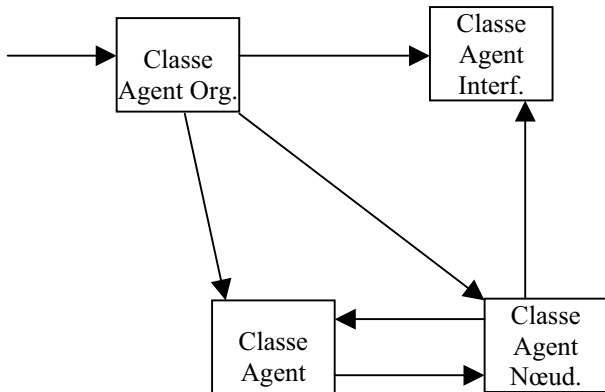 Classe
Agent Org.
Classe
Agent
Interf.
Classe
Agent
Classe
Agent
Nœud.